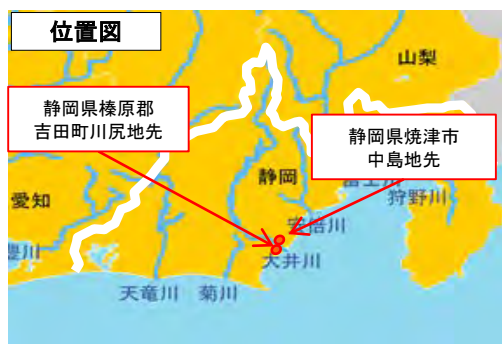 位置図
山梨
静岡県榛原郡
吉田町川尻地先
静岡県焼津市
中島地先
静岡
愛知
富士川
狩野川
安倍川
豊川
大井川
天竜川
菊川